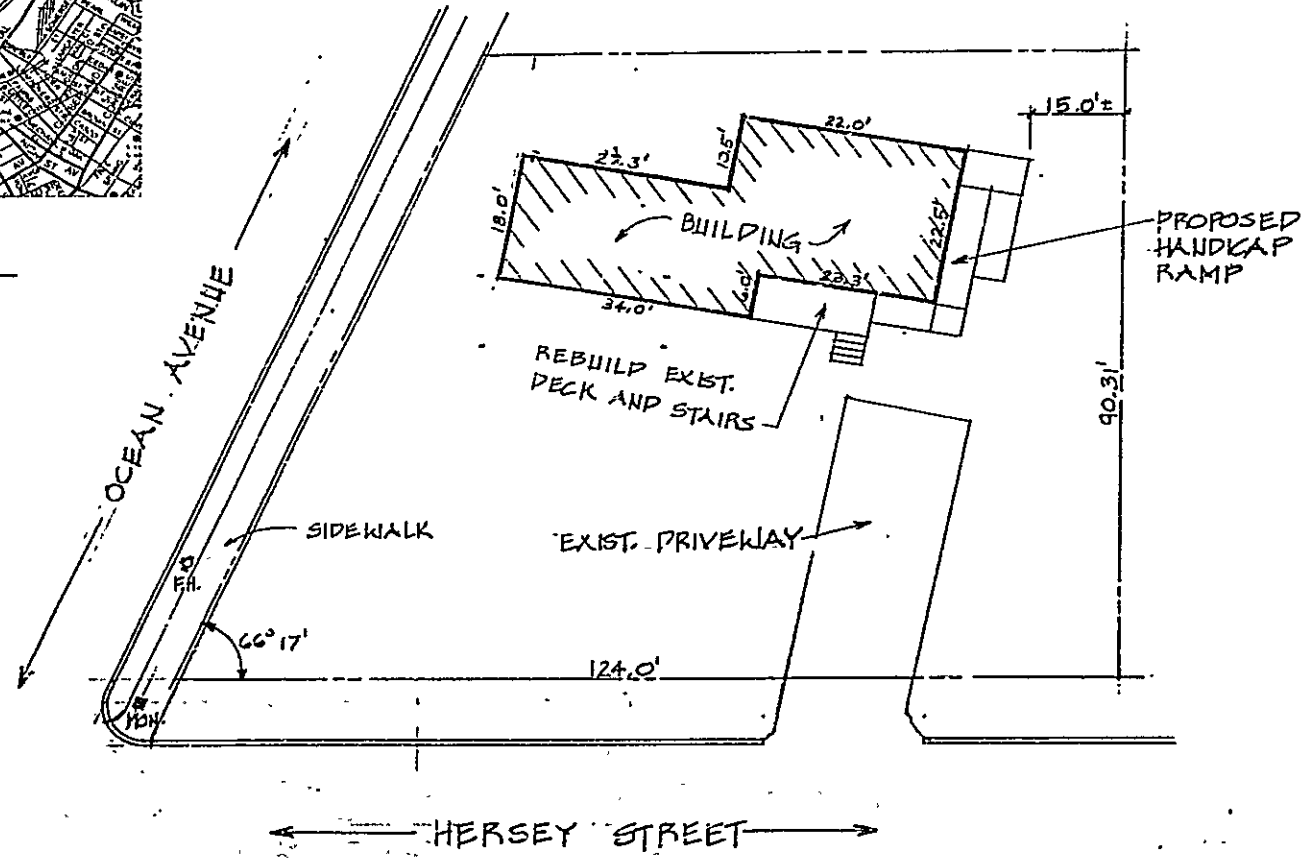 15.0'±
22.0'
10.5'
18.0'
BUILDING
22.5'
PROPOSED
HANDICAP
RAMP
23.3'
6.0'
34.0'
OCEAN AVENUE
REBUILD EXIST.
DECK AND STAIRS
90.31'
SIDEWALK
EXIST. DRIVEWAY
F.H.
66° 17'
124.0'
MON.
HERSEY STREET